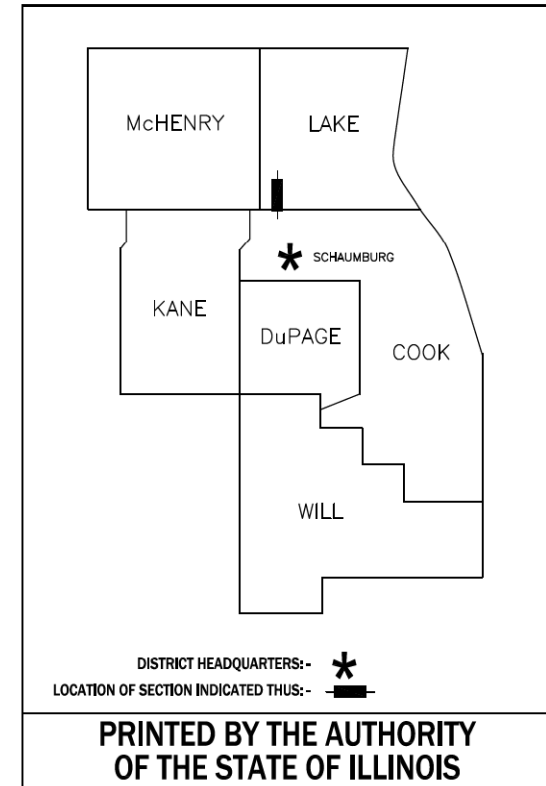 McHENRY
LAKE
SCHAUMBURG
KANE
DuPAGE
COOK
WILL
DISTRICT HEADQUARTERS:-
LOCATION OF SECTION INDICATED THUS:-
PRINTED BY THE AUTHORITY
OF THE STATE OF ILLINOIS